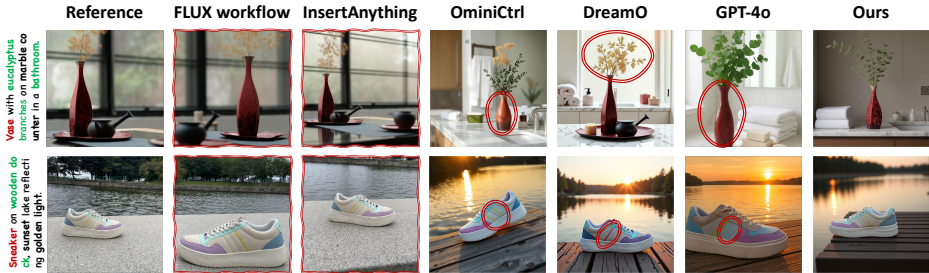 Reference FLUX workflow InsertAnything OminiCtrl DreamO GPT-4o Ours
Vase with eucalyptus
branches on marble co
unter in a bathroom.
Sneaker on wooden do
ck, sunset lake reflecti
ng golden light.